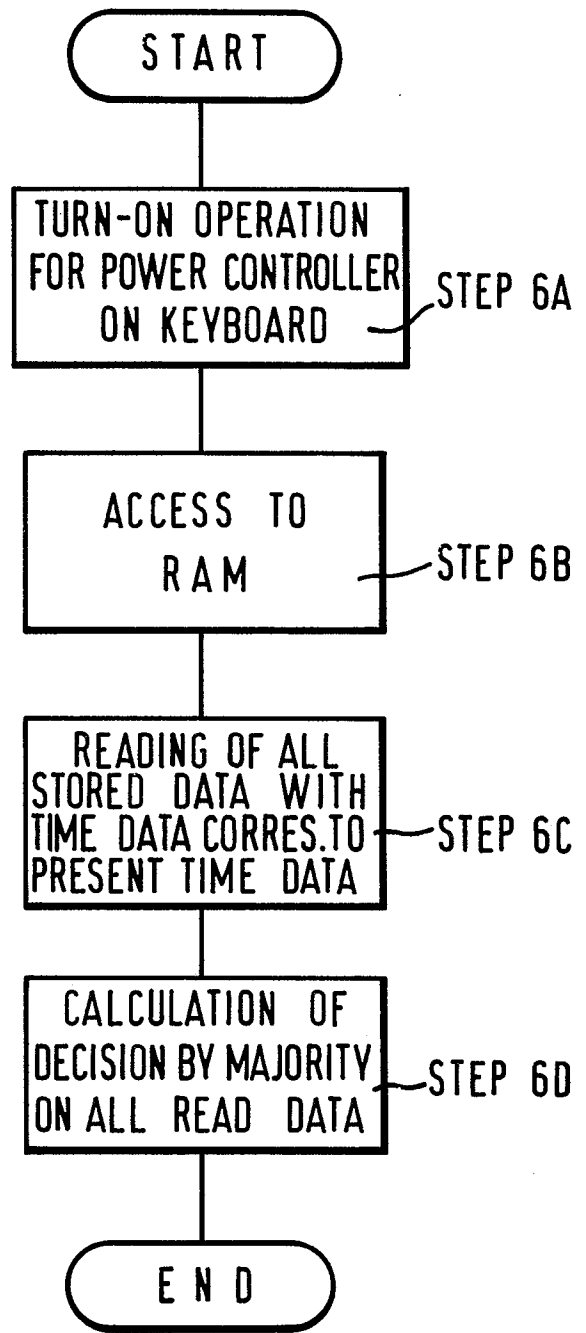 START
TURN-ON OPERATION
FOR POWER CONTROLLER
ON KEYBOARD
STEP 6A
ACCESS TO
RAM
STEP 6B
READING OF ALL
STORED DATA WITH
TIME DATA CORRES.TO
PRESENT TIME DATA
STEP 6C
CALCULATION OF
DECISION BY MAJORITY
ON ALL READ DATA
STEP 6D
END